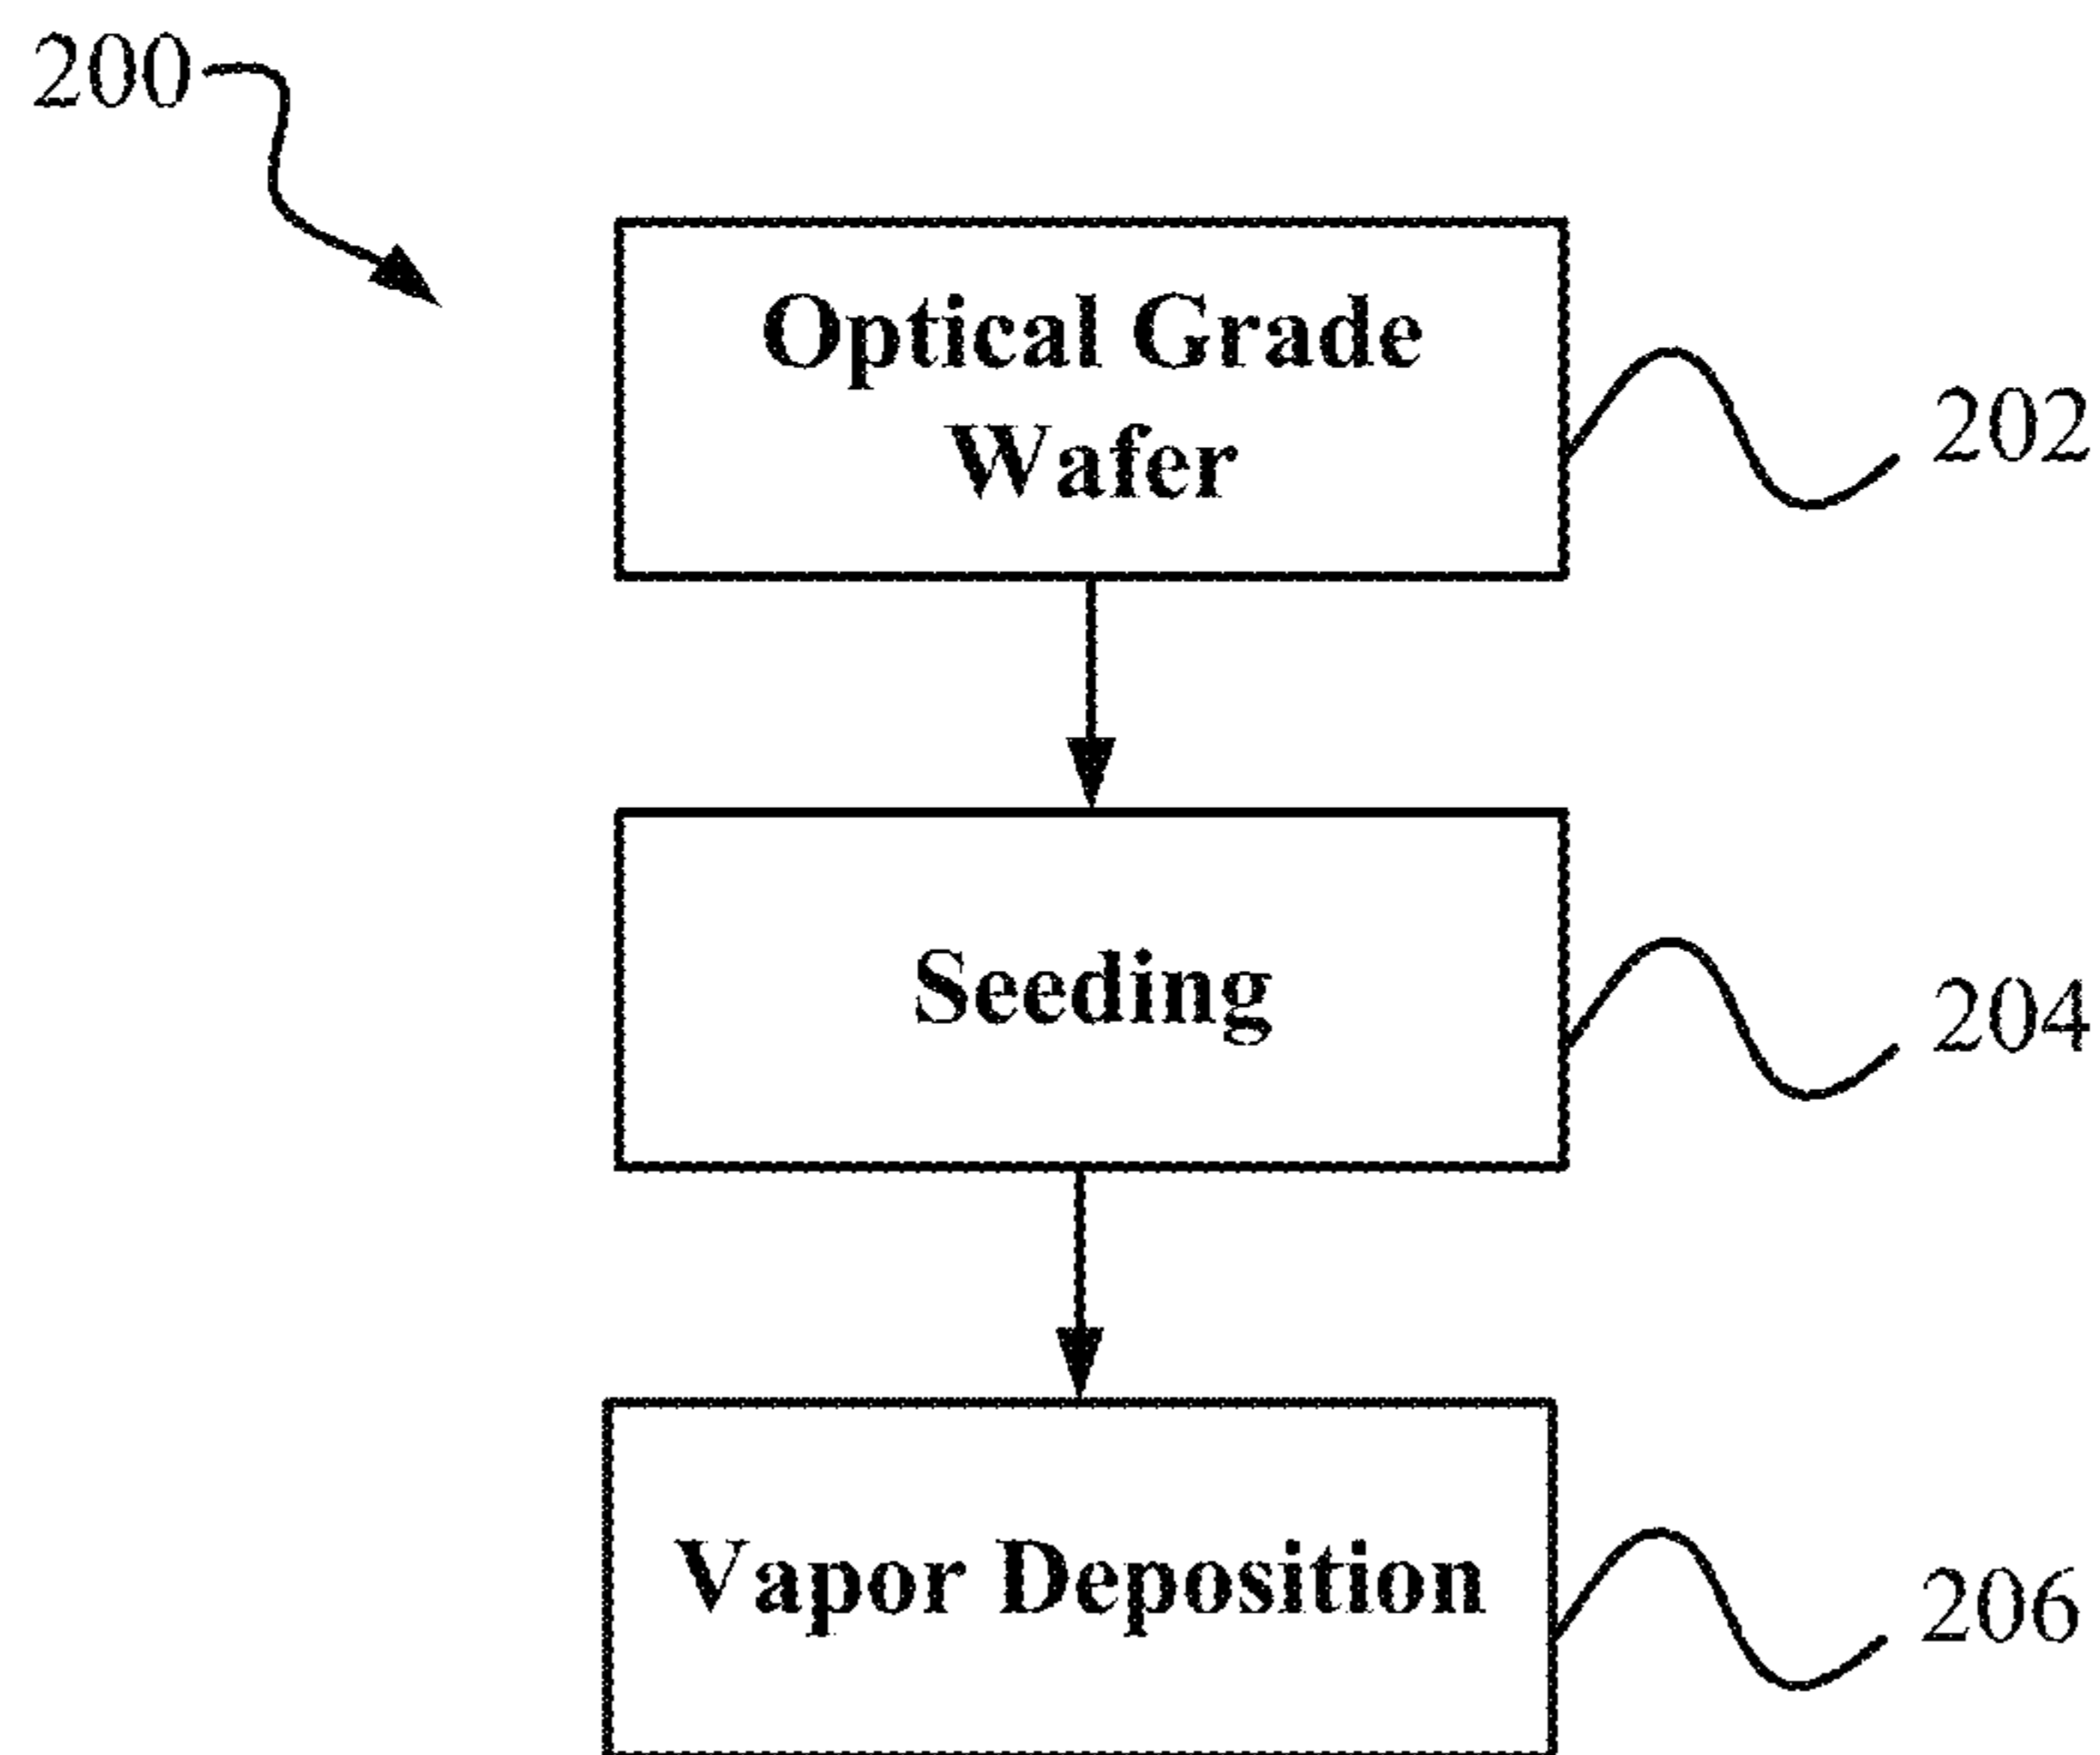 200
Optical Grade
Wafer
202
Seeding
204
Vapor Deposition
206